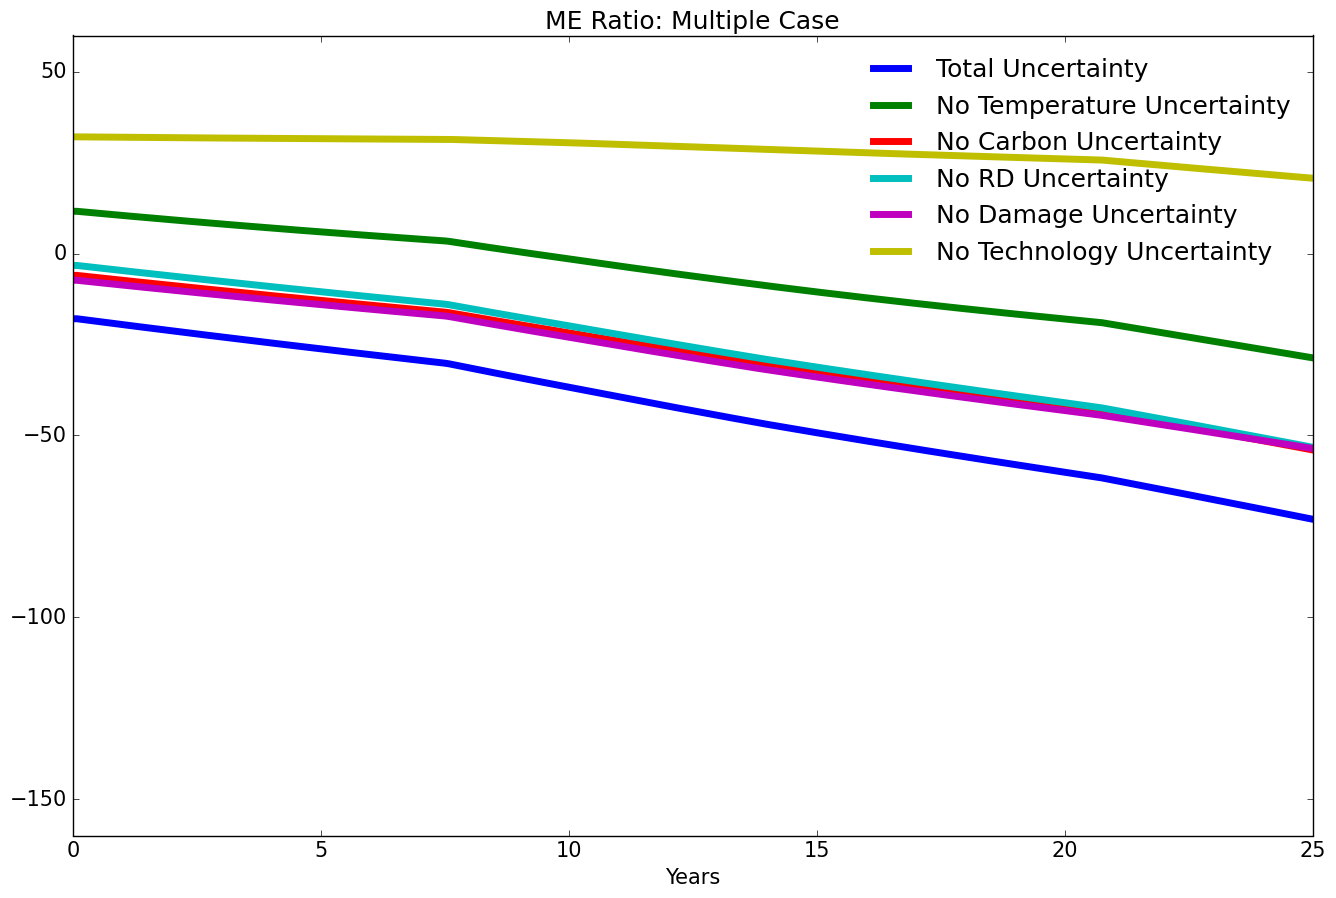 ME Ratio: Multiple Case
50
0
−50
−100
−150
Total Uncertainty
No Temperature Uncertainty
No Carbon Uncertainty
No RD Uncertainty
No Damage Uncertainty
No Technology Uncertainty
0 5 10 15 20 25
Years